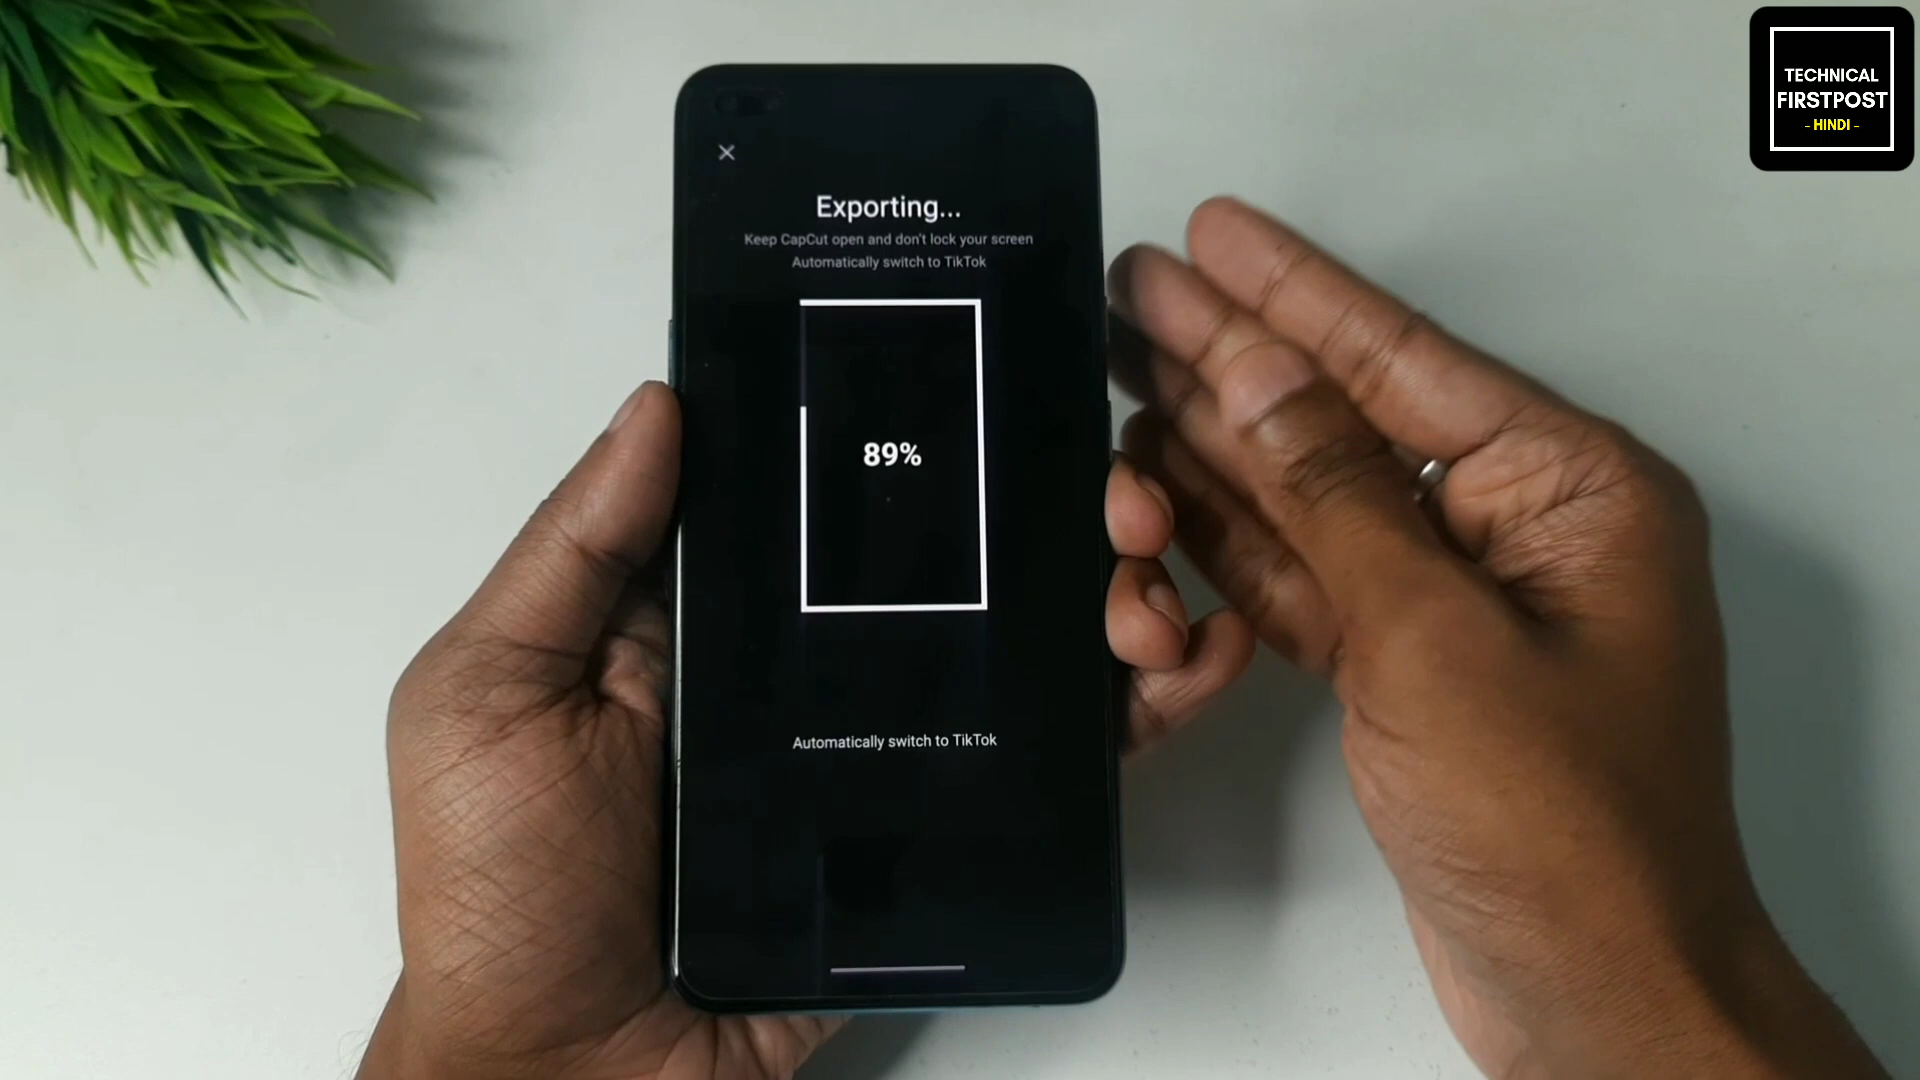 TECHNICAL
FIRSTPOST
- HINDI -
Exporting...
Keep CapCut open and don't lock your screen
Automatically switch to TikTok
89%
Automatically switch to TikTok